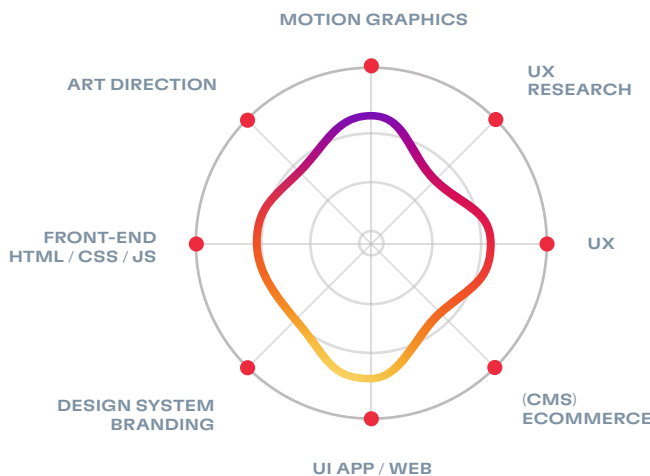 MOTION GRAPHICS
ART DIRECTION
UX
RESEARCH
FRONT-END
HTML / CSS / JS
UX
DESIGN SYSTEM
BRANDING
(CMS)
ECOMMERCE
UI APP / WEB